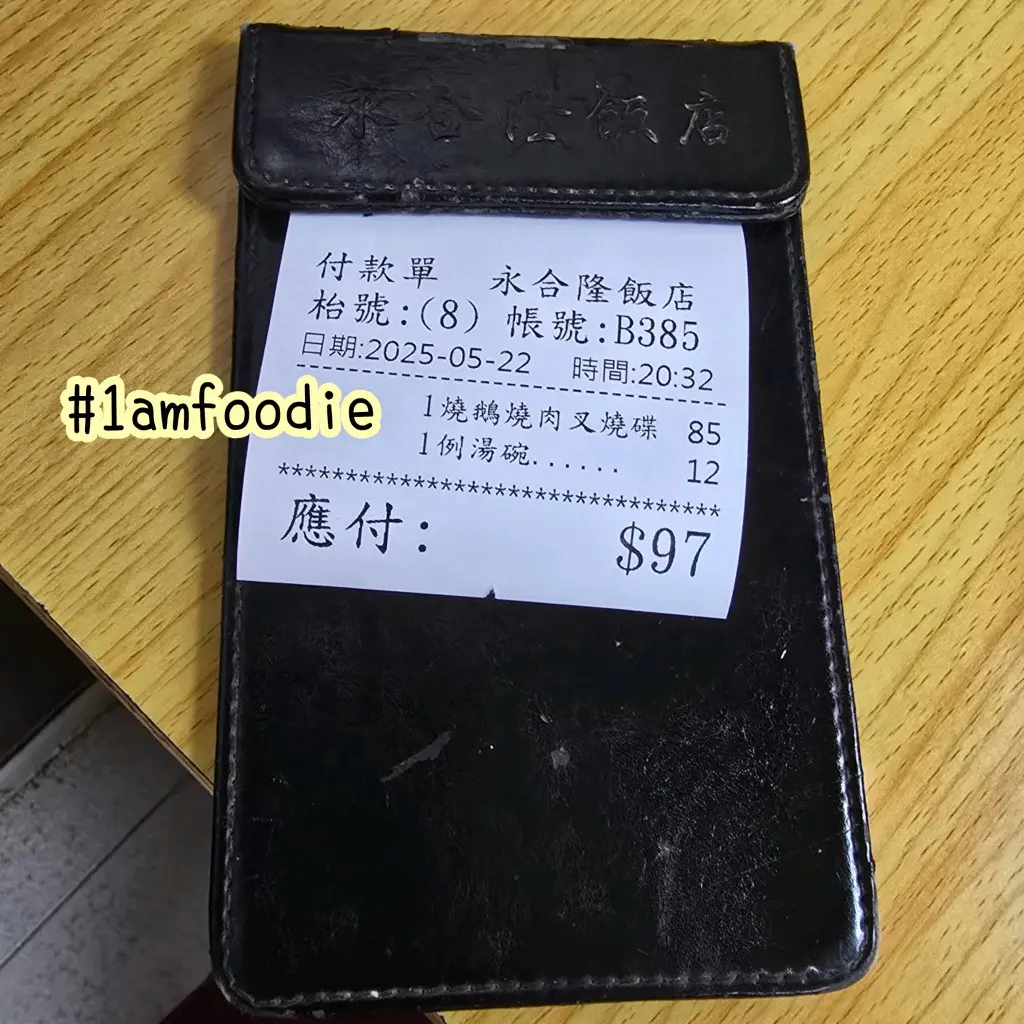 永合隆飯店
付款單 永合隆飯店
枱號:(8) 帳號:B385
日期:2025-05-22 時間:20:32
1燒鵝燒肉叉燒碟 85
1例湯碗...... 12
*********************************
應付: $97
#1amfoodie